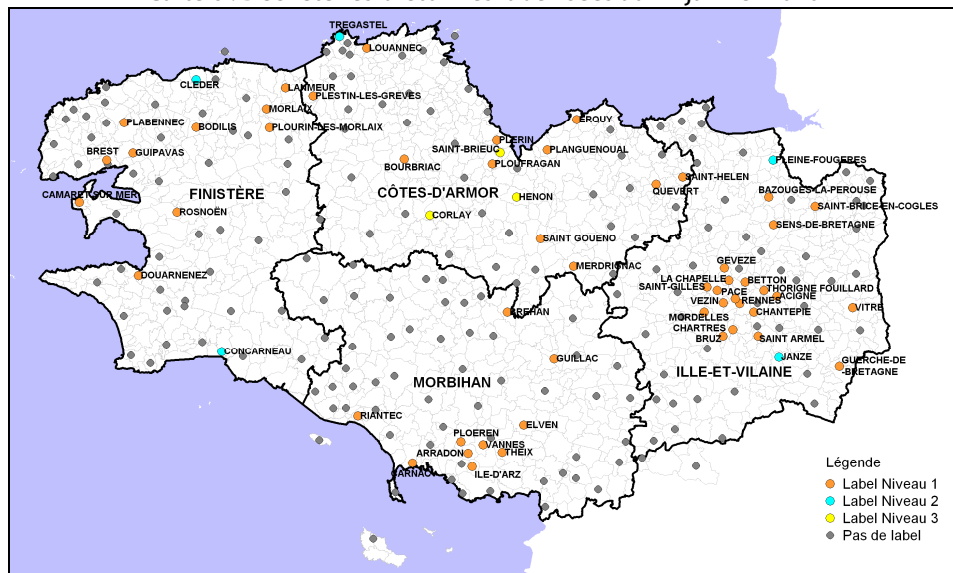 TREGASTEL
LOUANNEC
CLEDER
LANMEUR
PLESTIN-LES-GREVES
MORLAIX
PLABENNEC
BODILIS
PLOURIN-LES-MORLAIX
EROUY
PLERIN
SAINT-BRIEUC
PLANGUENOUAL
BREST
GUIPAVAS
PLOUFRAGAN
BOURBRIAC
PLEINE-FOUGERES
SAINT-HELEN
QUEVERT
BAZOUGES-LA-PEROUSE
CAMARET-SUR MER
FINISTÈRE
CÔTES-D'ARMOR
HENON
SAINT-BRICE-EN-COGLES
ROSNOËN
CORLAY
SENS-DE-BRETAGNE
SAINT GOUENO
GEVEZE
MERDRIGNAC
DOUARNENEZ
LA CHAPELLE
BETTON
SAINT-GILLES
PACE
THORIGNE FOUILLARD
ACIGNE
VEZIN
RENNES
VITRE
BREHAN
MORDELLES
CHANTEPIE
CHARTRES
BRUZ
SAINT ARMEL
CONCARNEAU
GUILLAC
JANZE
GUERCHE-DE
-BRETAGNE
ILLE-ET-VILAINE
MORBIHAN
RIANTEC
ELVEN
PLOEREN
VANNES
ARRADON
THEIX
CARNAC
ILE-D'ARZ
Légende
Label Niveau 1
Label Niveau 2
Label Niveau 3
Pas de label